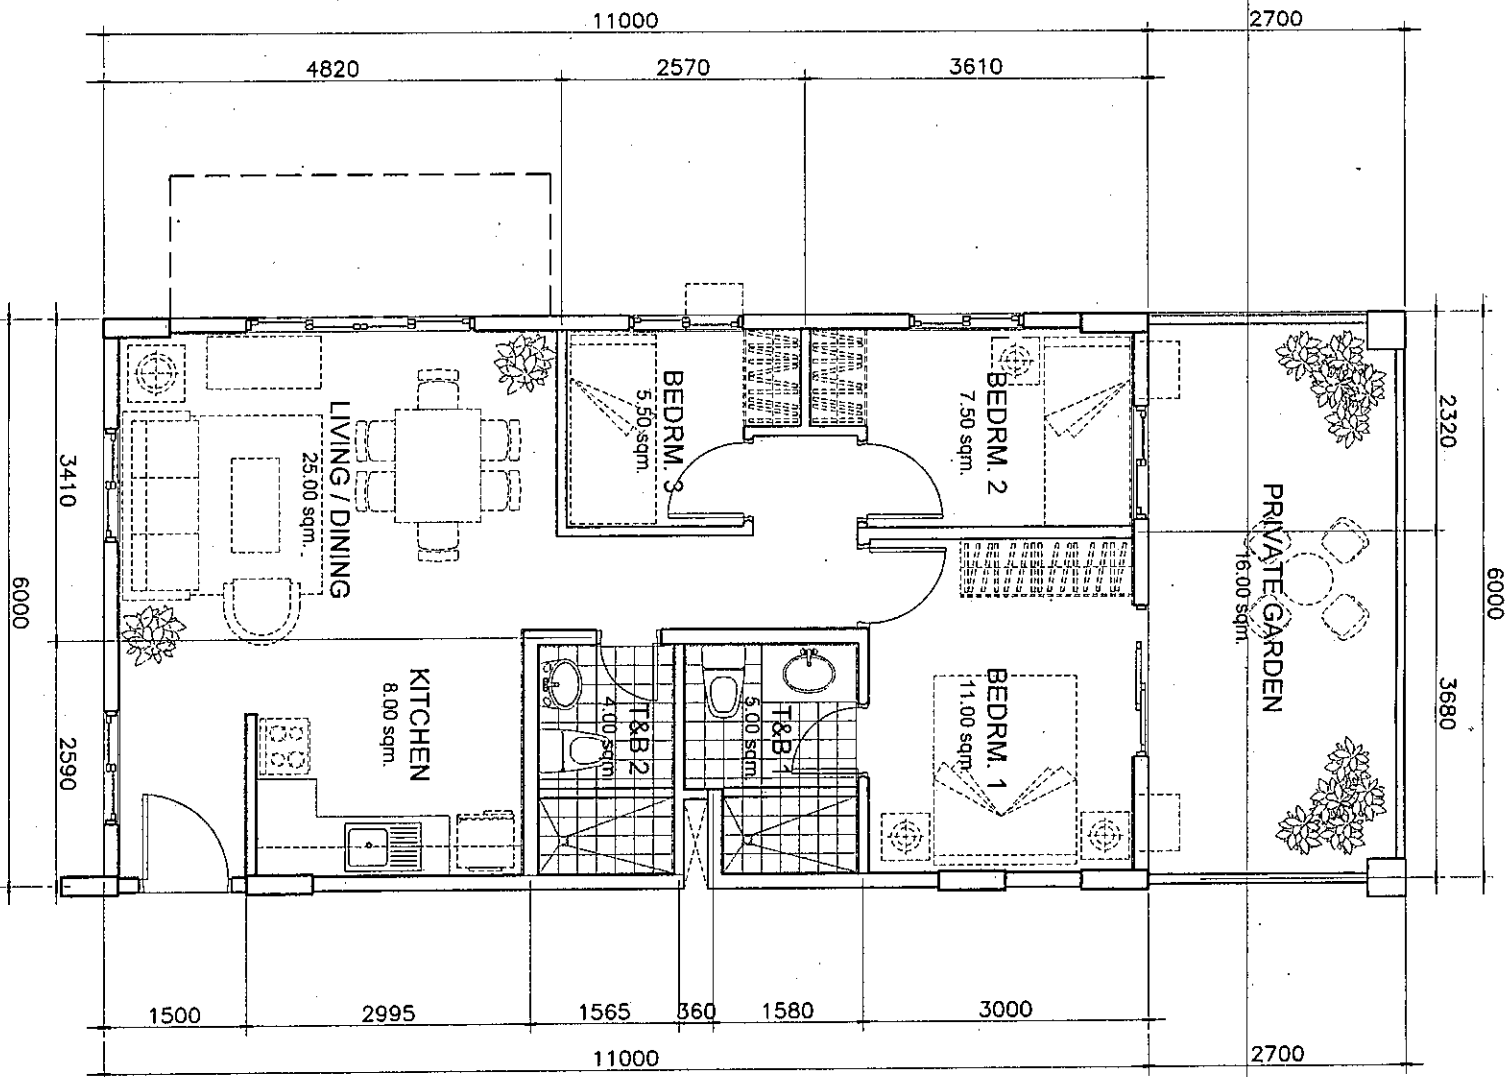 11000
2700
4820
2570
3610
BEDRM. 3
5.50 sqm.
BEDRM. 2
7.50 sqm.
2320
LIVING / DINING
25.00 sqm.
3410
PRIVATE GARDEN
16.00 sqm.
6000
6000
KITCHEN
8.00 sqm.
T&B 2
4.00 sqm.
T&B 1
5.00 sqm.
BEDRM. 1
11.00 sqm.
3680
2590
1500
2995
1565
360
1580
3000
11000
2700